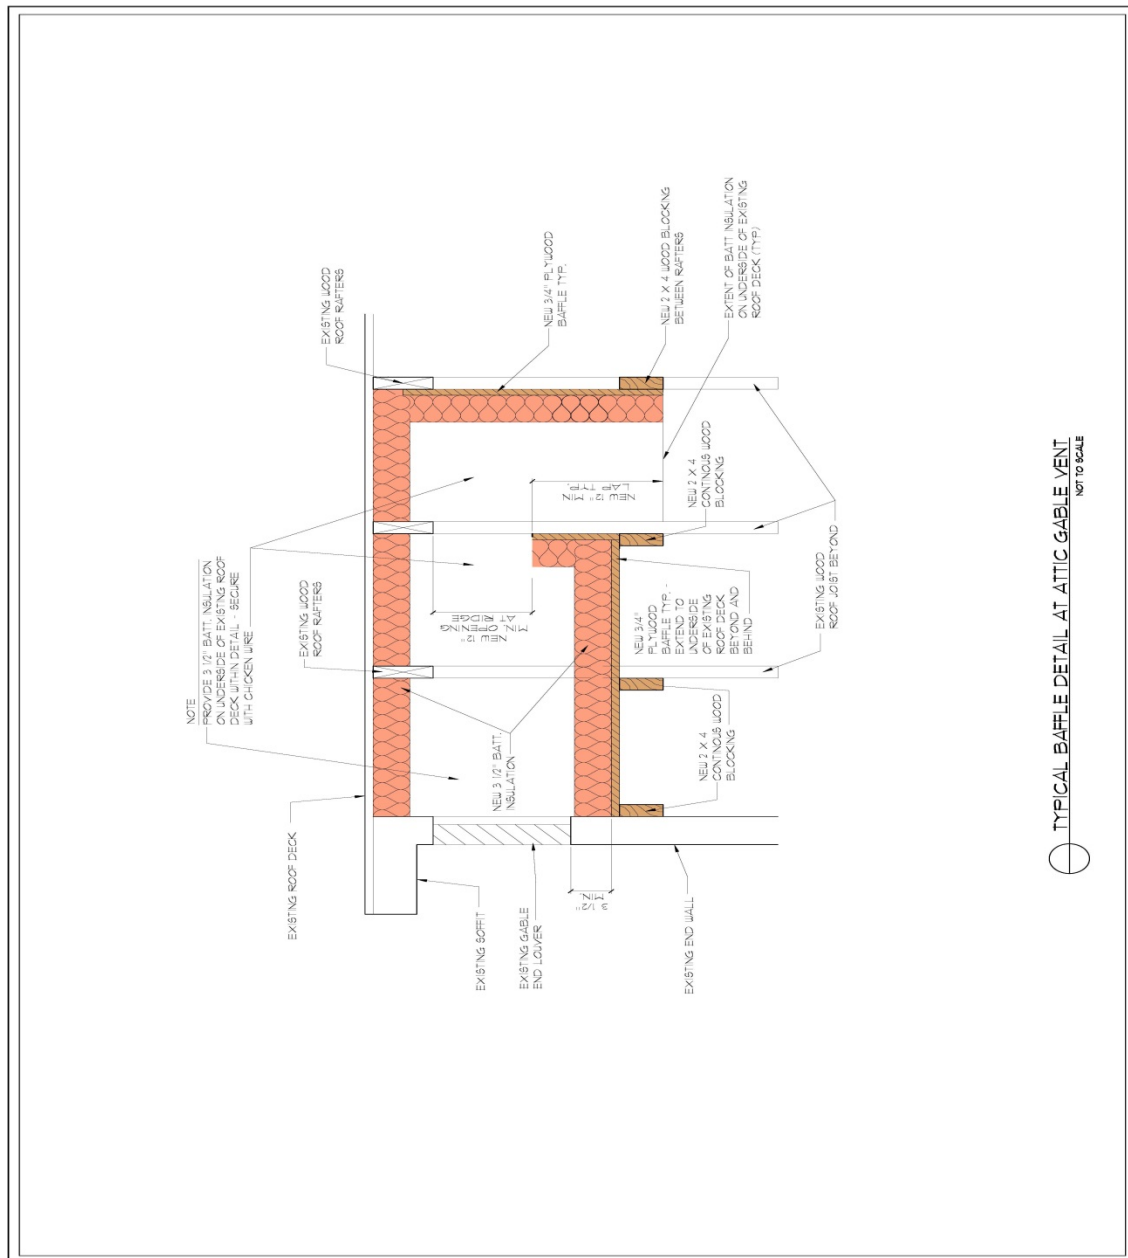 NOTE
PROVIDE 3 1/2" BATT. INSULATION
ON UNDERSIDE OF EXISTING ROOF
DECK WITHIN DETAIL - SECURE
WITH CHICKEN WIRE
EXISTING ROOF DECK
EXISTING SOFFIT
EXISTING GABLE
END LOUVER
EXISTING END WALL
EXISTING WOOD
ROOF RAFTERS
EXISTING WOOD
ROOF RAFTERS
NEW 3/4" PLYWOOD
BAFFLE TYP.
NEW 2 X 4 WOOD BLOCKING
BETWEEN RAFTERS
EXTENT OF BATT INSULATION
ON UNDERSIDE OF EXISTING
ROOF DECK (TYP)
NEW 12" MIN
LAP TYP.
NEW 12"
MIN. OPENING
AT RIDGE
NEW 2 X 4
CONTINOUS WOOD
BLOCKING
NEW 3/4"
PLYWOOD
BAFFLE TYP. -
EXTEND TO
UNDERSIDE
OF EXISTING
ROOF DECK
BEYOND AND
BEHIND
NEW 3 1/2" BATT.
INSULATION
NEW 2 X 4
CONTINOUS WOOD
BLOCKING
3 1/2"
MIN.
EXISTING WOOD
ROOF JOIST BEYOND
TYPICAL BAFFLE DETAIL AT ATTIC GABLE VENT
NOT TO SCALE